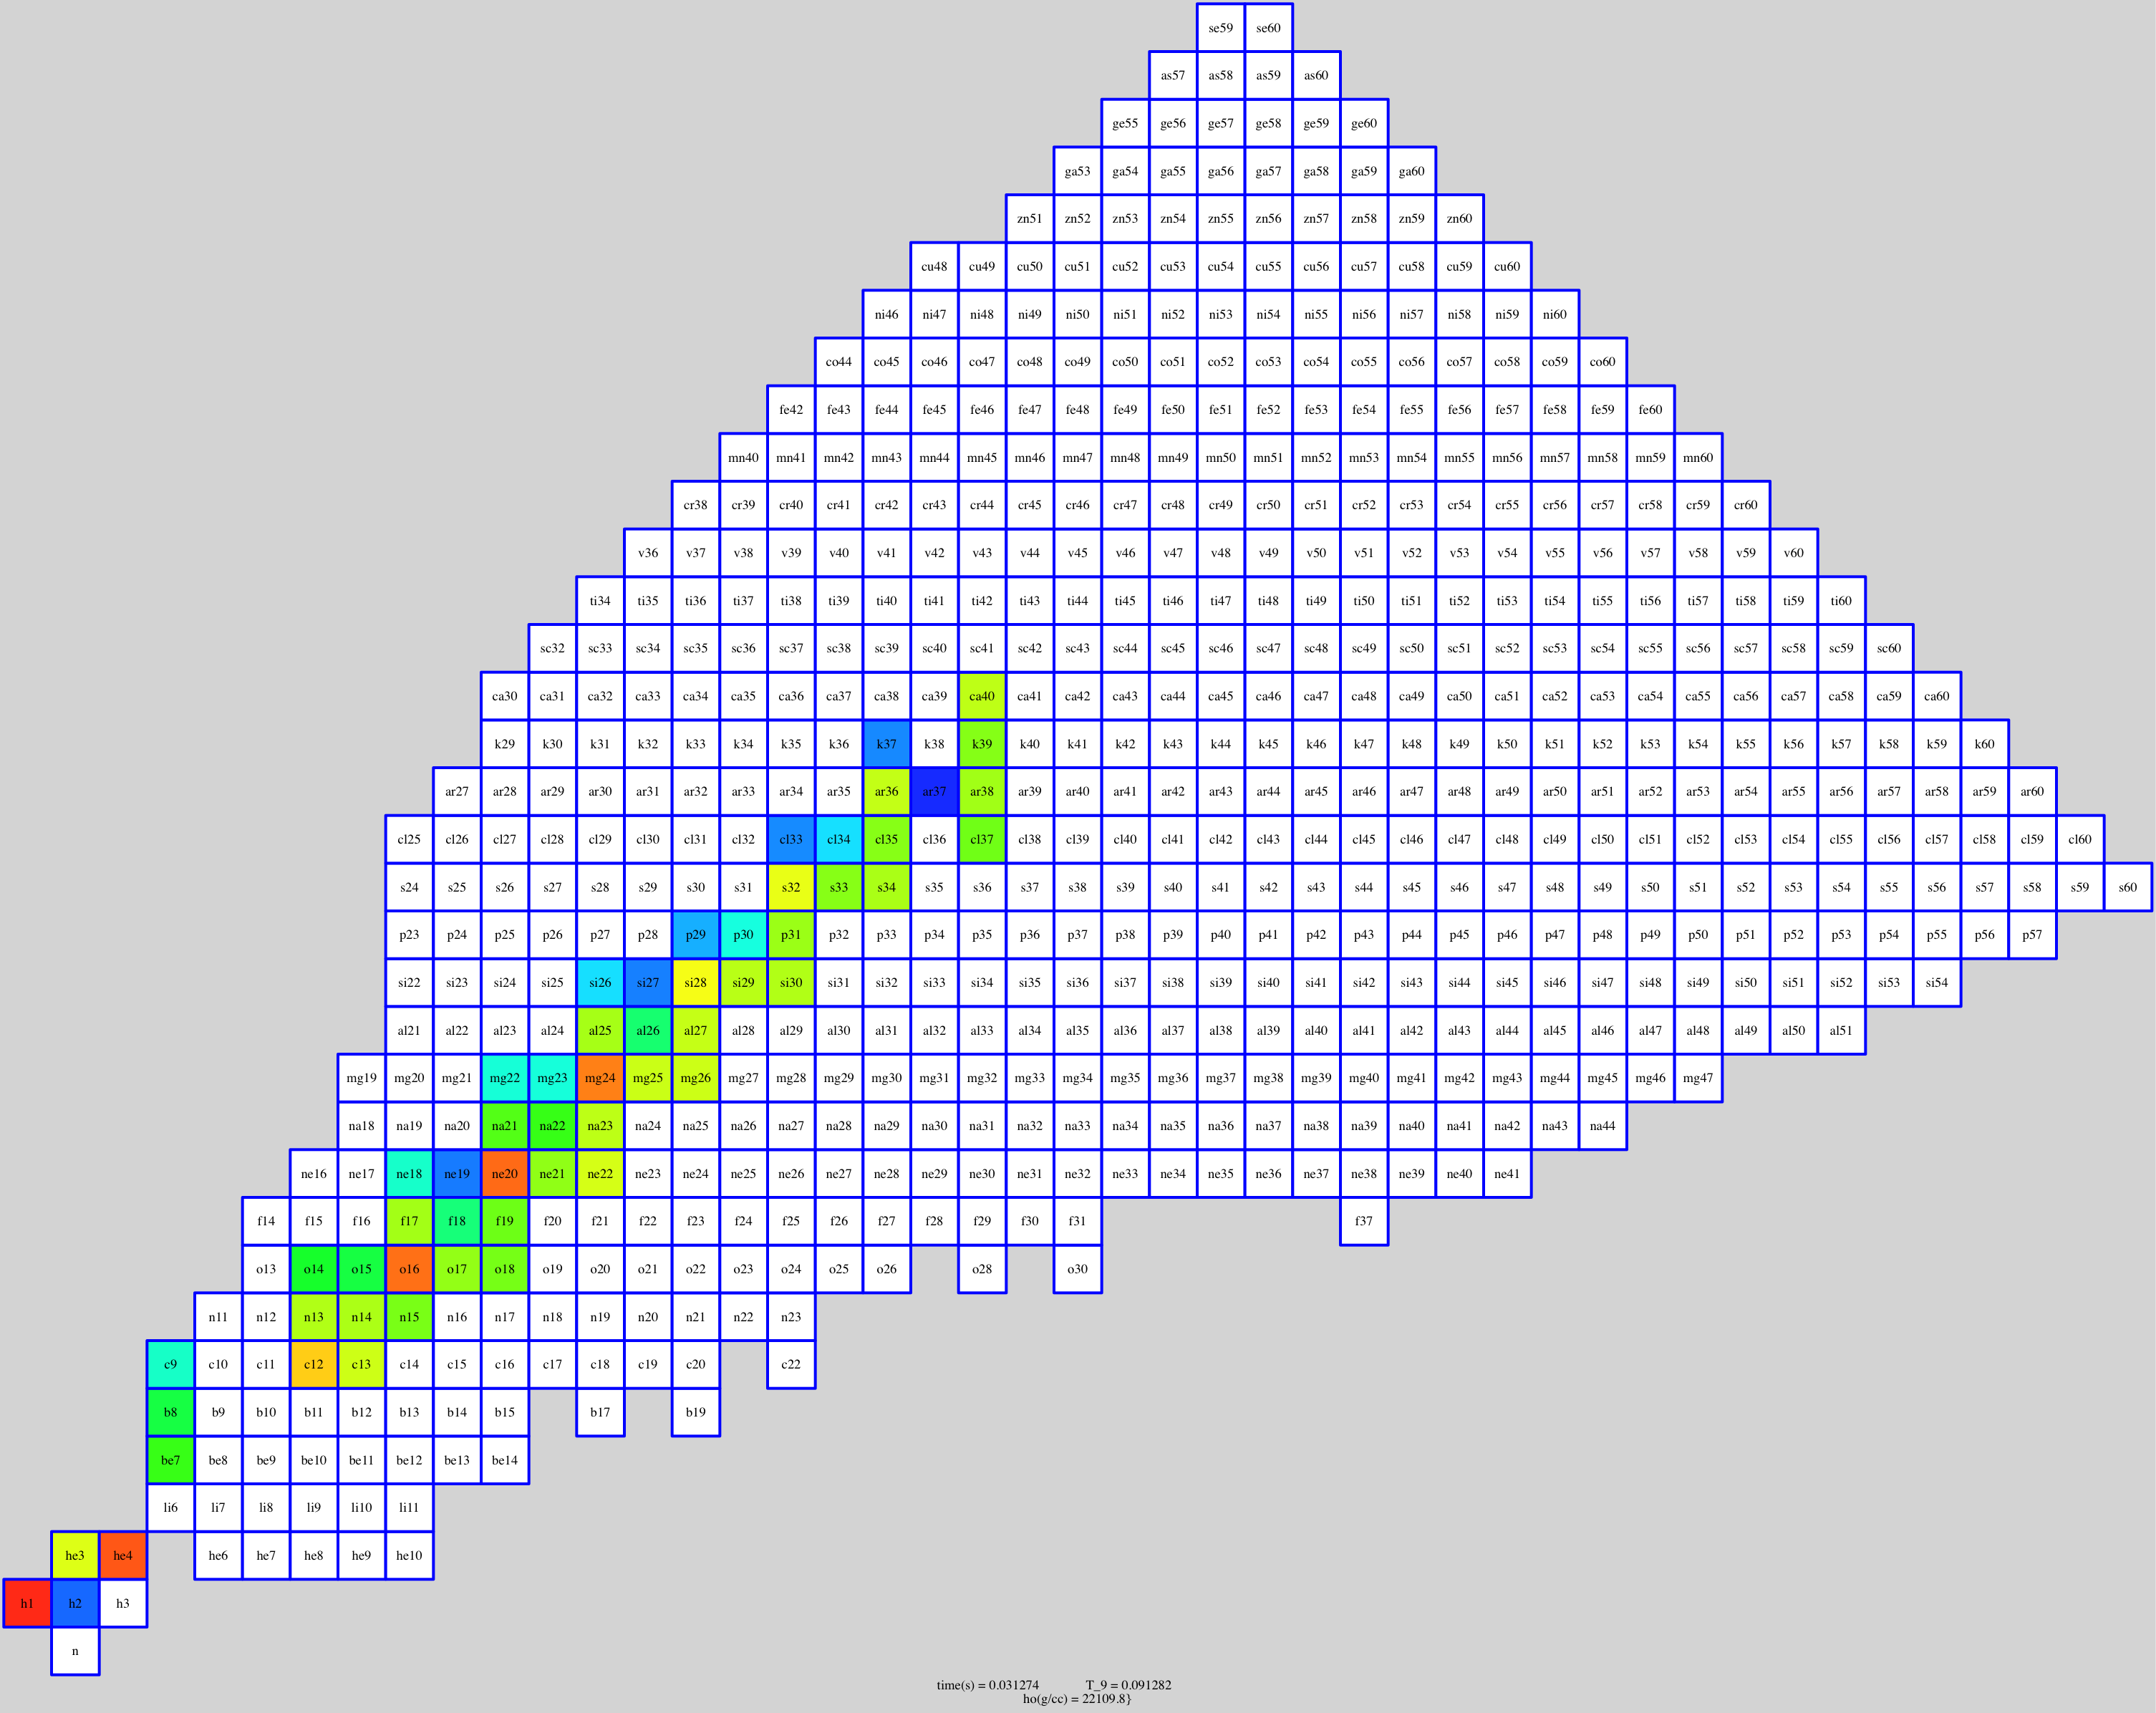 se59 se60
as57 as58 as59 as60
ge55 ge56 ge57 ge58 ge59 ge60
ga53 ga54 ga55 ga56 ga57 ga58 ga59 ga60
zn51 zn52 zn53 zn54 zn55 zn56 zn57 zn58 zn59 zn60
cu48 cu49 cu50 cu51 cu52 cu53 cu54 cu55 cu56 cu57 cu58 cu59 cu60
ni46 ni47 ni48 ni49 ni50 ni51 ni52 ni53 ni54 ni55 ni56 ni57 ni58 ni59 ni60
co44 co45 co46 co47 co48 co49 co50 co51 co52 co53 co54 co55 co56 co57 co58 co59 co60
fe42 fe43 fe44 fe45 fe46 fe47 fe48 fe49 fe50 fe51 fe52 fe53 fe54 fe55 fe56 fe57 fe58 fe59 fe60
mn40 mn41 mn42 mn43 mn44 mn45 mn46 mn47 mn48 mn49 mn50 mn51 mn52 mn53 mn54 mn55 mn56 mn57 mn58 mn59 mn60
cr38 cr39 cr40 cr41 cr42 cr43 cr44 cr45 cr46 cr47 cr48 cr49 cr50 cr51 cr52 cr53 cr54 cr55 cr56 cr57 cr58 cr59 cr60
v36 v37 v38 v39 v40 v41 v42 v43 v44 v45 v46 v47 v48 v49 v50 v51 v52 v53 v54 v55 v56 v57 v58 v59 v60
ti34 ti35 ti36 ti37 ti38 ti39 ti40 ti41 ti42 ti43 ti44 ti45 ti46 ti47 ti48 ti49 ti50 ti51 ti52 ti53 ti54 ti55 ti56 ti57 ti58 ti59 ti60
sc32 sc33 sc34 sc35 sc36 sc37 sc38 sc39 sc40 sc41 sc42 sc43 sc44 sc45 sc46 sc47 sc48 sc49 sc50 sc51 sc52 sc53 sc54 sc55 sc56 sc57 sc58 sc59 sc60
ca30 ca31 ca32 ca33 ca34 ca35 ca36 ca37 ca38 ca39 ca40 ca41 ca42 ca43 ca44 ca45 ca46 ca47 ca48 ca49 ca50 ca51 ca52 ca53 ca54 ca55 ca56 ca57 ca58 ca59 ca60
k29 k30 k31 k32 k33 k34 k35 k36 k37 k38 k39 k40 k41 k42 k43 k44 k45 k46 k47 k48 k49 k50 k51 k52 k53 k54 k55 k56 k57 k58 k59 k60
ar27 ar28 ar29 ar30 ar31 ar32 ar33 ar34 ar35 ar36 ar37 ar38 ar39 ar40 ar41 ar42 ar43 ar44 ar45 ar46 ar47 ar48 ar49 ar50 ar51 ar52 ar53 ar54 ar55 ar56 ar57 ar58 ar59 ar60
cl25 cl26 cl27 cl28 cl29 cl30 cl31 cl32 cl33 cl34 cl35 cl36 cl37 cl38 cl39 cl40 cl41 cl42 cl43 cl44 cl45 cl46 cl47 cl48 cl49 cl50 cl51 cl52 cl53 cl54 cl55 cl56 cl57 cl58 cl59 cl60
s24 s25 s26 s27 s28 s29 s30 s31 s32 s33 s34 s35 s36 s37 s38 s39 s40 s41 s42 s43 s44 s45 s46 s47 s48 s49 s50 s51 s52 s53 s54 s55 s56 s57 s58 s59 s60
p23 p24 p25 p26 p27 p28 p29 p30 p31 p32 p33 p34 p35 p36 p37 p38 p39 p40 p41 p42 p43 p44 p45 p46 p47 p48 p49 p50 p51 p52 p53 p54 p55 p56 p57
si22 si23 si24 si25 si26 si27 si28 si29 si30 si31 si32 si33 si34 si35 si36 si37 si38 si39 si40 si41 si42 si43 si44 si45 si46 si47 si48 si49 si50 si51 si52 si53 si54
al21 al22 al23 al24 al25 al26 al27 al28 al29 al30 al31 al32 al33 al34 al35 al36 al37 al38 al39 al40 al41 al42 al43 al44 al45 al46 al47 al48 al49 al50 al51
mg19 mg20 mg21 mg22 mg23 mg24 mg25 mg26 mg27 mg28 mg29 mg30 mg31 mg32 mg33 mg34 mg35 mg36 mg37 mg38 mg39 mg40 mg41 mg42 mg43 mg44 mg45 mg46 mg47
na18 na19 na20 na21 na22 na23 na24 na25 na26 na27 na28 na29 na30 na31 na32 na33 na34 na35 na36 na37 na38 na39 na40 na41 na42 na43 na44
ne16 ne17 ne18 ne19 ne20 ne21 ne22 ne23 ne24 ne25 ne26 ne27 ne28 ne29 ne30 ne31 ne32 ne33 ne34 ne35 ne36 ne37 ne38 ne39 ne40 ne41
f14 f15 f16 f17 f18 f19 f20 f21 f22 f23 f24 f25 f26 f27 f28 f29 f30 f31 f37
o13 o14 o15 o16 o17 o18 o19 o20 o21 o22 o23 o24 o25 o26 o28 o30
n11 n12 n13 n14 n15 n16 n17 n18 n19 n20 n21 n22 n23
c9 c10 c11 c12 c13 c14 c15 c16 c17 c18 c19 c20 c22
b8 b9 b10 b11 b12 b13 b14 b15 b17 b19
be7 be8 be9 be10 be11 be12 be13 be14
li6 li7 li8 li9 li10 li11
he3 he4 he6 he7 he8 he9 he10
h1 h2 h3
n
time(s) = 0.031274 T_9 = 0.091282
ho(g/cc) = 22109.8}